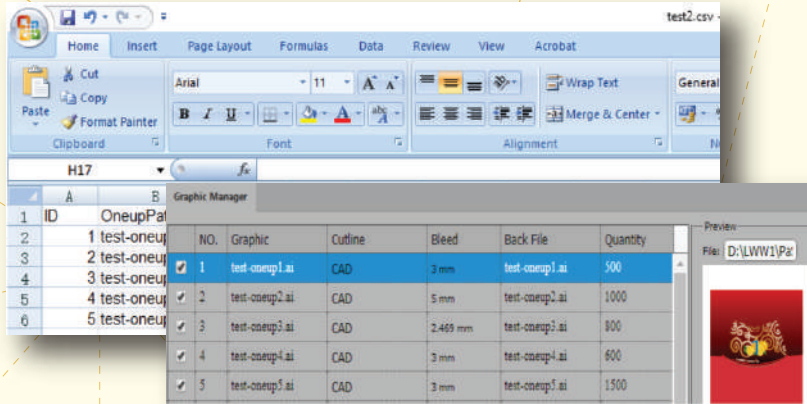 test2.csv -
Home Insert Page Layout Formulas Data Review View Acrobat
Cut
Copy
Paste
Format Painter
Arial 11
Wrap Text
General
Merge & Center
Clipboard Font Alignment
H17
fx
A B
1 ID OneupPat
2 1 test-oneup
3 2 test-oneup
4 3 test-oneup
5 4 test-oneup
6 5 test-oneup
Graphic Manager
NO. Graphic Cutline Bleed Back File Quantity
1 test-oneup1.ai CAD 3 mm test-oneup1.ai 500
2 test-oneup2.ai CAD 5 mm test-oneup2.ai 1000
3 test-oneup3.ai CAD 2.465 mm test-oneup3.ai 800
4 test-oneup4.ai CAD 3 mm test-oneup4.ai 600
5 test-oneup5.ai CAD 3 mm test-oneup5.ai 1500
Preview
File: D:\LWW1\Pa